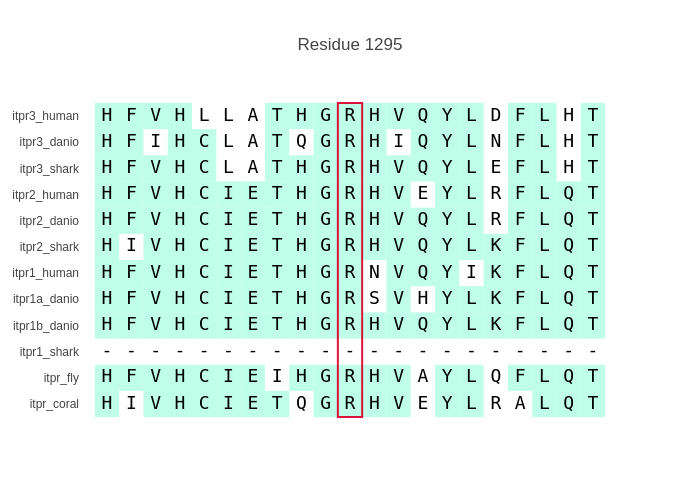 Residue 1295
itpr3_human H F V H L L A T H G R H V Q Y L D F L H T
itpr3_danio H F I H C L A T Q G R H I Q Y L N F L H T
itpr3_shark H F V H C L A T H G R H V Q Y L E F L H T
itpr2_human H F V H C I E T H G R H V E Y L R F L Q T
itpr2_danio H F V H C I E T H G R H V Q Y L R F L Q T
itpr2_shark H I V H C I E T H G R H V Q Y L K F L Q T
itpr1_human H F V H C I E T H G R N V Q Y I K F L Q T
itpr1a_danio H F V H C I E T H G R S V H Y L K F L Q T
itpr1b_danio H F V H C I E T H G R H V Q Y L K F L Q T
itpr1_shark - - - - - - - - - - - - - - - - - - - - -
itpr_fly H F V H C I E I H G R H V A Y L Q F L Q T
itpr_coral H I V H C I E T Q G R H V E Y L R A L Q T